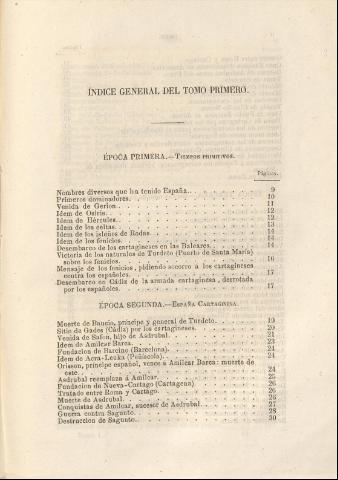 ÍNDICE GENERAL DEL TOMO PRIMERO.
ÉPOCA PRIMERA.—Tiempos primitivos.
Páginas.
Nombres diversos que ha tenido España. 9
Primeros dominadores. 10
Venida de Gerion. 11
Idem de Osiris. 12
Idem de Hércules. 12
Idem de los celtas. 13
Idem de los isleños de Rodas. 14
Idem de los fenicios. 14
Desembarco de los cartagineses en las Baleares. 14
Victoria de los naturales de Turdeto (Puerto de Santa María)
sobre los fenicios. 16
Mensaje de los fenicios, pidiendo socorro á los cartagineses
contra los españoles. 17
Desembarco en Cádiz de la armada cartaginesa, derrotada
por los españoles. 17
ÉPOCA SEGUNDA.—España Cartaginesa.
Muerte de Baucio, príncipe y general de Turdeto. 19
Sitio de Gades (Cádiz) por los cartagineses. 20
Venida de Safon, hijo de Asdrubal. 21
Idem de Amilcar Barca. 23
Fundacion de Barcino (Barcelona). 24
Idem de Acra-Leuka (Peñíscola). 24
Orisson, príncipe español, vence á Amilcar Barca: muerte de
este. 24
Asdrubal reemplaza á Amilcar. 25
Fundacion de Nueva-Cartago (Cartagena) 26
Tratado entre Roma y Cartago. 26
Muerte de Asdrubal. 26
Conquistas de Amilcar, sucesor de Asdrubal. 27
Guerra contra Sagunto. 28
Destruccion de Sagunto. 30